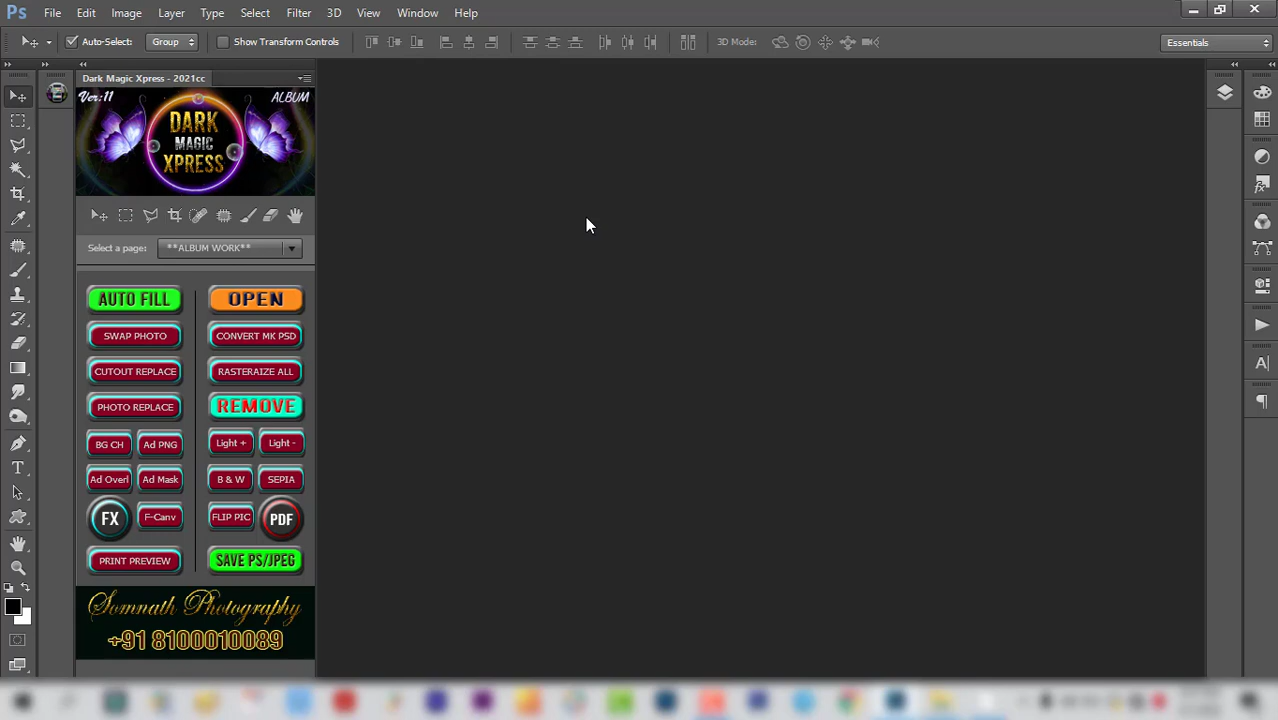 Ps File Edit Image Layer Type Select Filter 3D View Window Help
Auto-Select: Group Show Transform Controls 3D Mode: Essentials
Dark Magic Xpress - 2021cc
Ver:11 ALBUM
DARK
MAGIC
XPRESS
Select a page: **ALBUM WORK**
AUTO FILL OPEN
SWAP PHOTO CONVERT MK PSD
CUTOUT REPLACE RASTERAIZE ALL
PHOTO REPLACE REMOVE
BG CH Ad PNG Light + Light -
Ad Overl Ad Mask B & W SEPIA
FX F-Canv FLIP PIC PDF
PRINT PREVIEW SAVE PS/JPEG
Somnath Photography
+91 8100010089